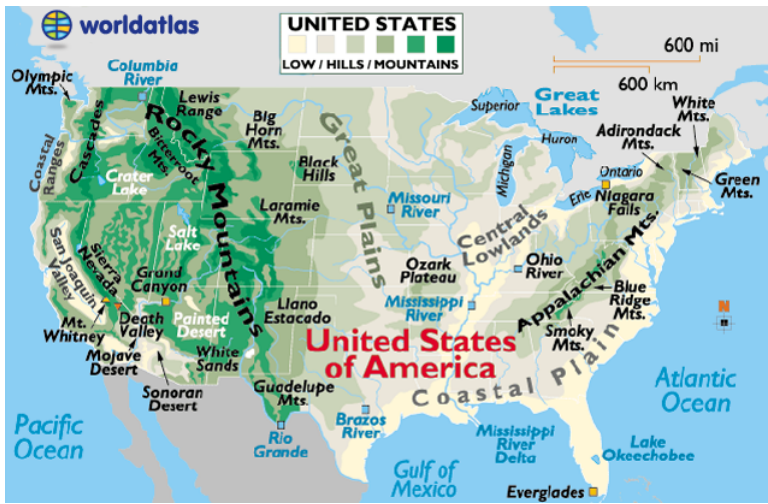 worldatlas
UNITED STATES
LOW / HILLS / MOUNTAINS
600 mi
600 km
Olympic
Mts.
Columbia
River
Cascades
Coastal
Ranges
Lewis
Range
Rocky Mountains
Bitterroot
Mts.
Big
Horn
Mts.
Black
Hills
Great Plains
Crater
Lake
Laramie
Mts.
Salt
Lake
Sierra
Nevada
San Joaquin
Valley
Grand
Canyon
Painted
Desert
Mt.
Whitney
Death
Valley
Mojave
Desert
Sonoran
Desert
White
Sands
Llano
Estacado
Guadelupe
Mts.
Rio
Grande
Brazos
River
Missouri
River
Ozark
Plateau
Mississippi
River
Central
Lowlands
Ohio
River
Great
Lakes
Superior
Michigan
Huron
Ontario
Erie
Niagara
Falls
Adirondack
Mts.
White
Mts.
Green
Mts.
Appalachian Mts.
Blue
Ridge
Mts.
Smoky
Mts.
United States
of America
Coastal Plain
Mississippi
River
Delta
Lake
Okeechobee
Everglades
Pacific
Ocean
Gulf of
Mexico
Atlantic
Ocean
N